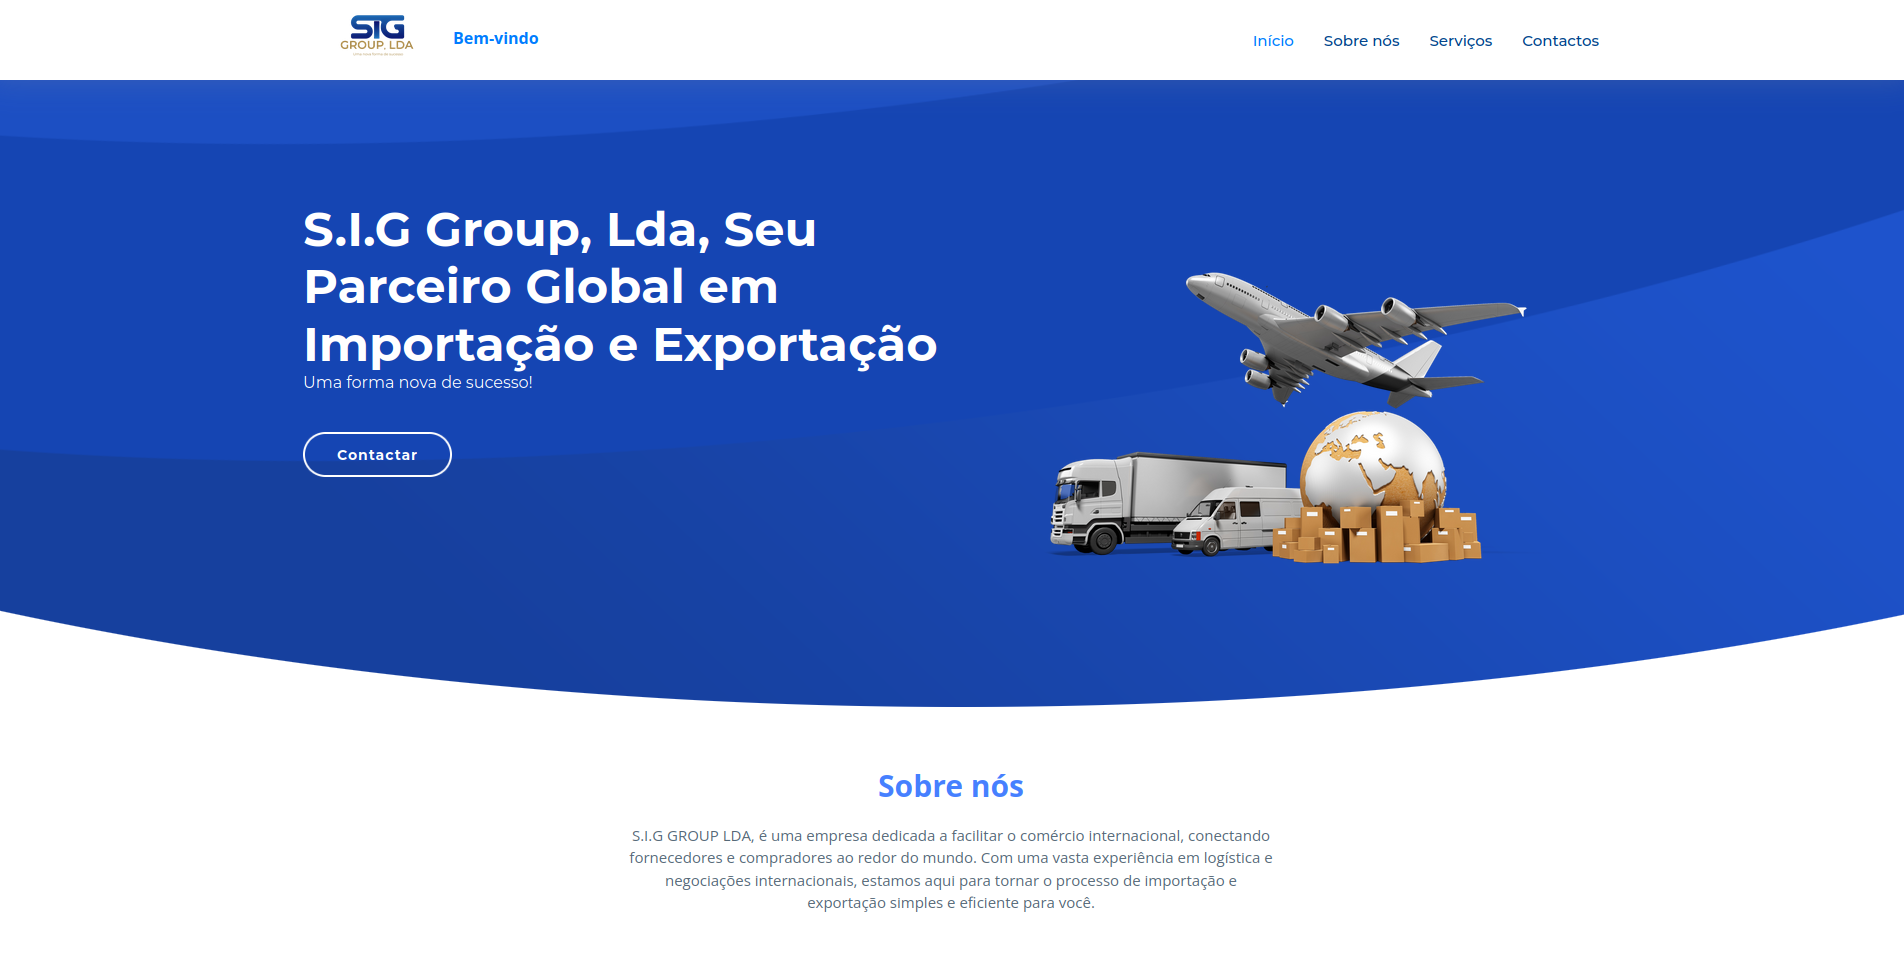 SIG
GROUP, LDA
Bem-vindo
Início
Sobre nós
Serviços
Contactos
S.I.G Group, Lda, Seu
Parceiro Global em
Importação e Exportação
Uma forma nova de sucesso!
Contactar
Sobre nós
S.I.G GROUP LDA, é uma empresa dedicada a facilitar o comércio internacional, conectando
fornecedores e compradores ao redor do mundo. Com uma vasta experiência em logística e
negociações internacionais, estamos aqui para tornar o processo de importação e
exportação simples e eficiente para você.